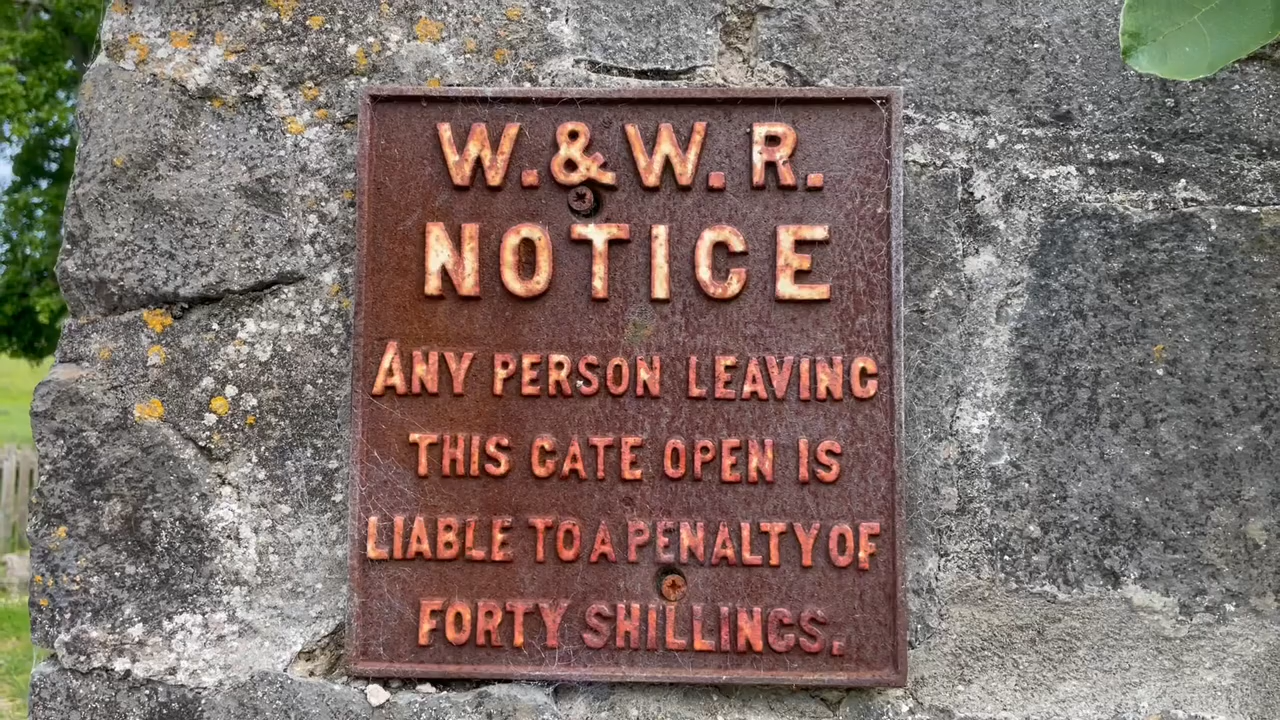 W.&W.R.
NOTICE
ANY PERSON LEAVING
THIS GATE OPEN IS
LIABLE TO A PENALTY OF
FORTY SHILLINGS.